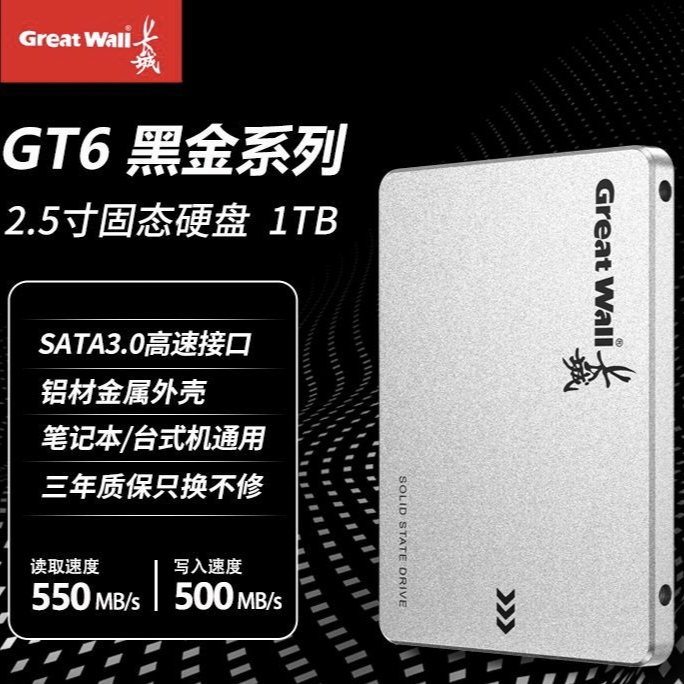 Great Wall® 长城
GT6 黑金系列
2.5寸固态硬盘 1TB
SATA3.0高速接口
铝材金属外壳
笔记本/台式机通用
三年质保只换不修
读取速度
550 MB/s
写入速度
500 MB/s
Great Wall® 长城
SOLID STATE DRIVE